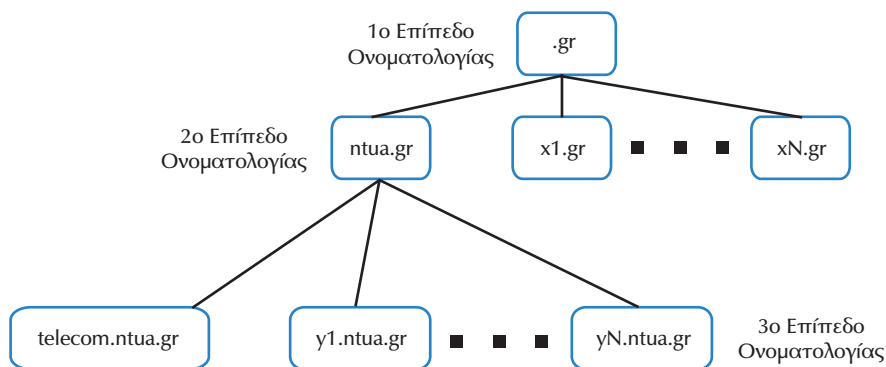 1ο Επίπεδο
Ονοματολογίας
.gr
2ο Επίπεδο
Ονοματολογίας
ntua.gr
x1.gr
xN.gr
telecom.ntua.gr
y1.ntua.gr
yN.ntua.gr
3ο Επίπεδο
Ονοματολογίας